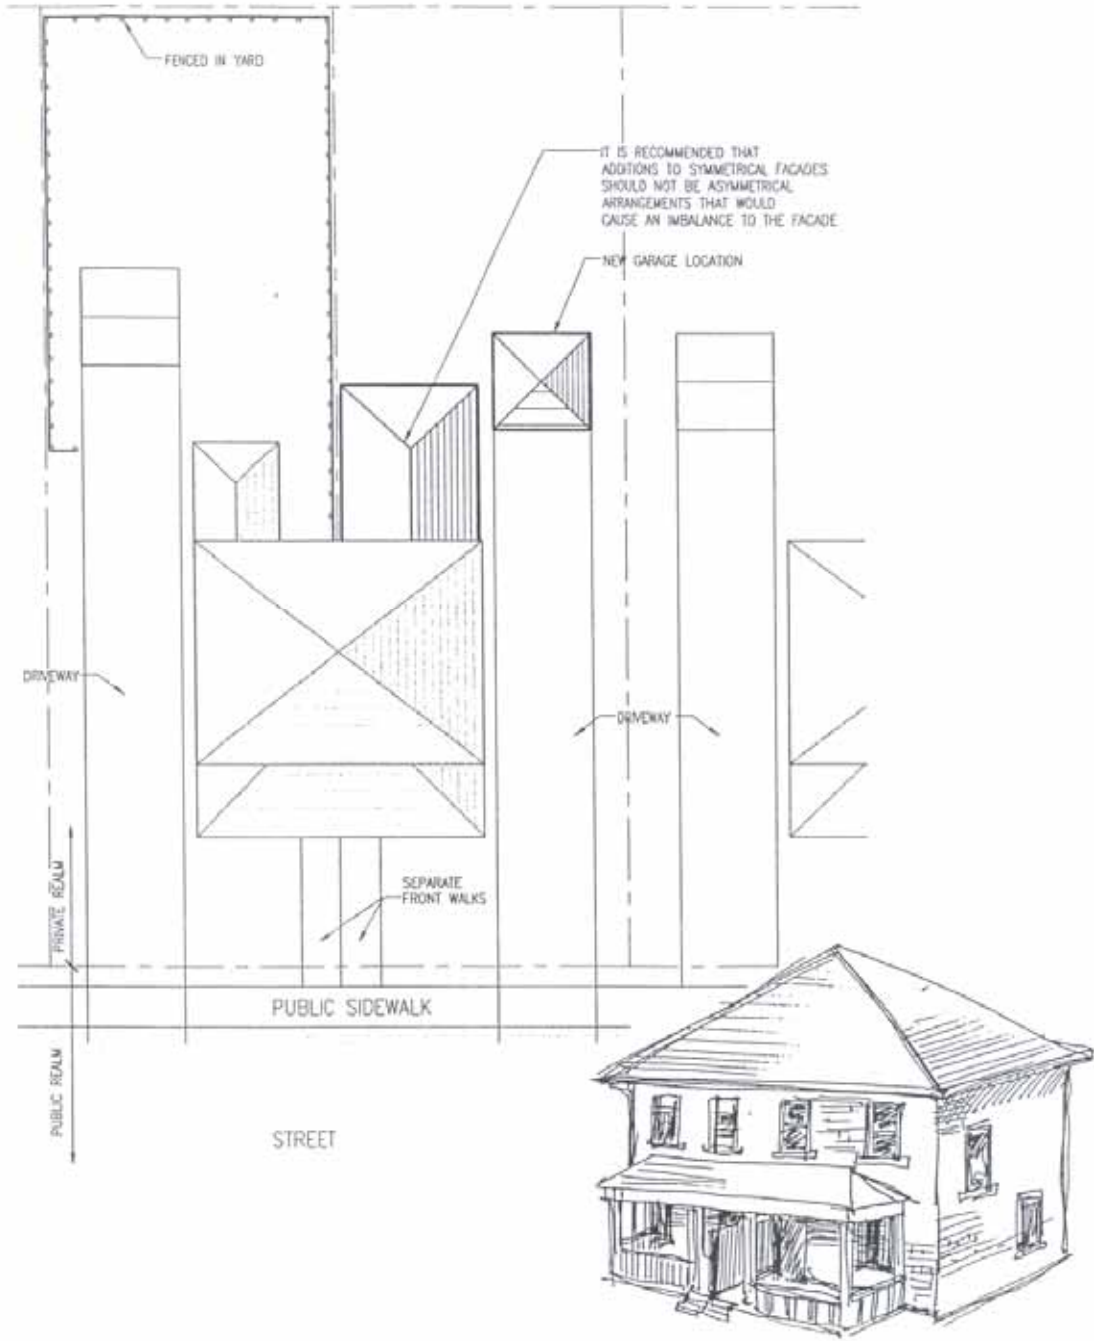 FENCED IN YARD
IT IS RECOMMENDED THAT
ADDITIONS TO SYMMETRICAL FACADES
SHOULD NOT BE ASYMMETRICAL
ARRANGEMENTS THAT WOULD
CAUSE AN IMBALANCE TO THE FACADE
NEW GARAGE LOCATION
DRIVEWAY
DRIVEWAY
PRIVATE REALM
SEPARATE
FRONT WALKS
PUBLIC SIDEWALK
PUBLIC REALM
STREET